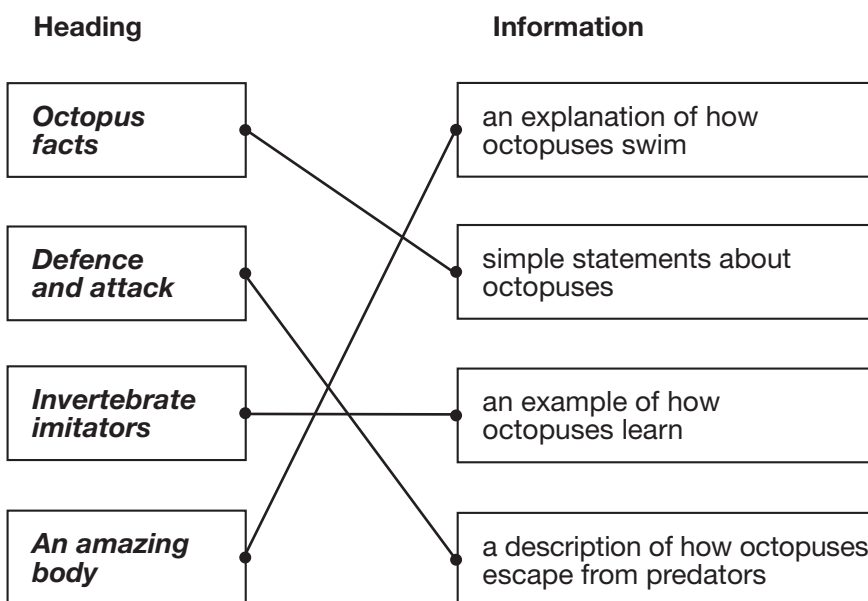 Heading
Information
Octopus
facts
an explanation of how
octopuses swim
Defence
and attack
simple statements about
octopuses
Invertebrate
imitators
an example of how
octopuses learn
An amazing
body
a description of how octopuses
escape from predators